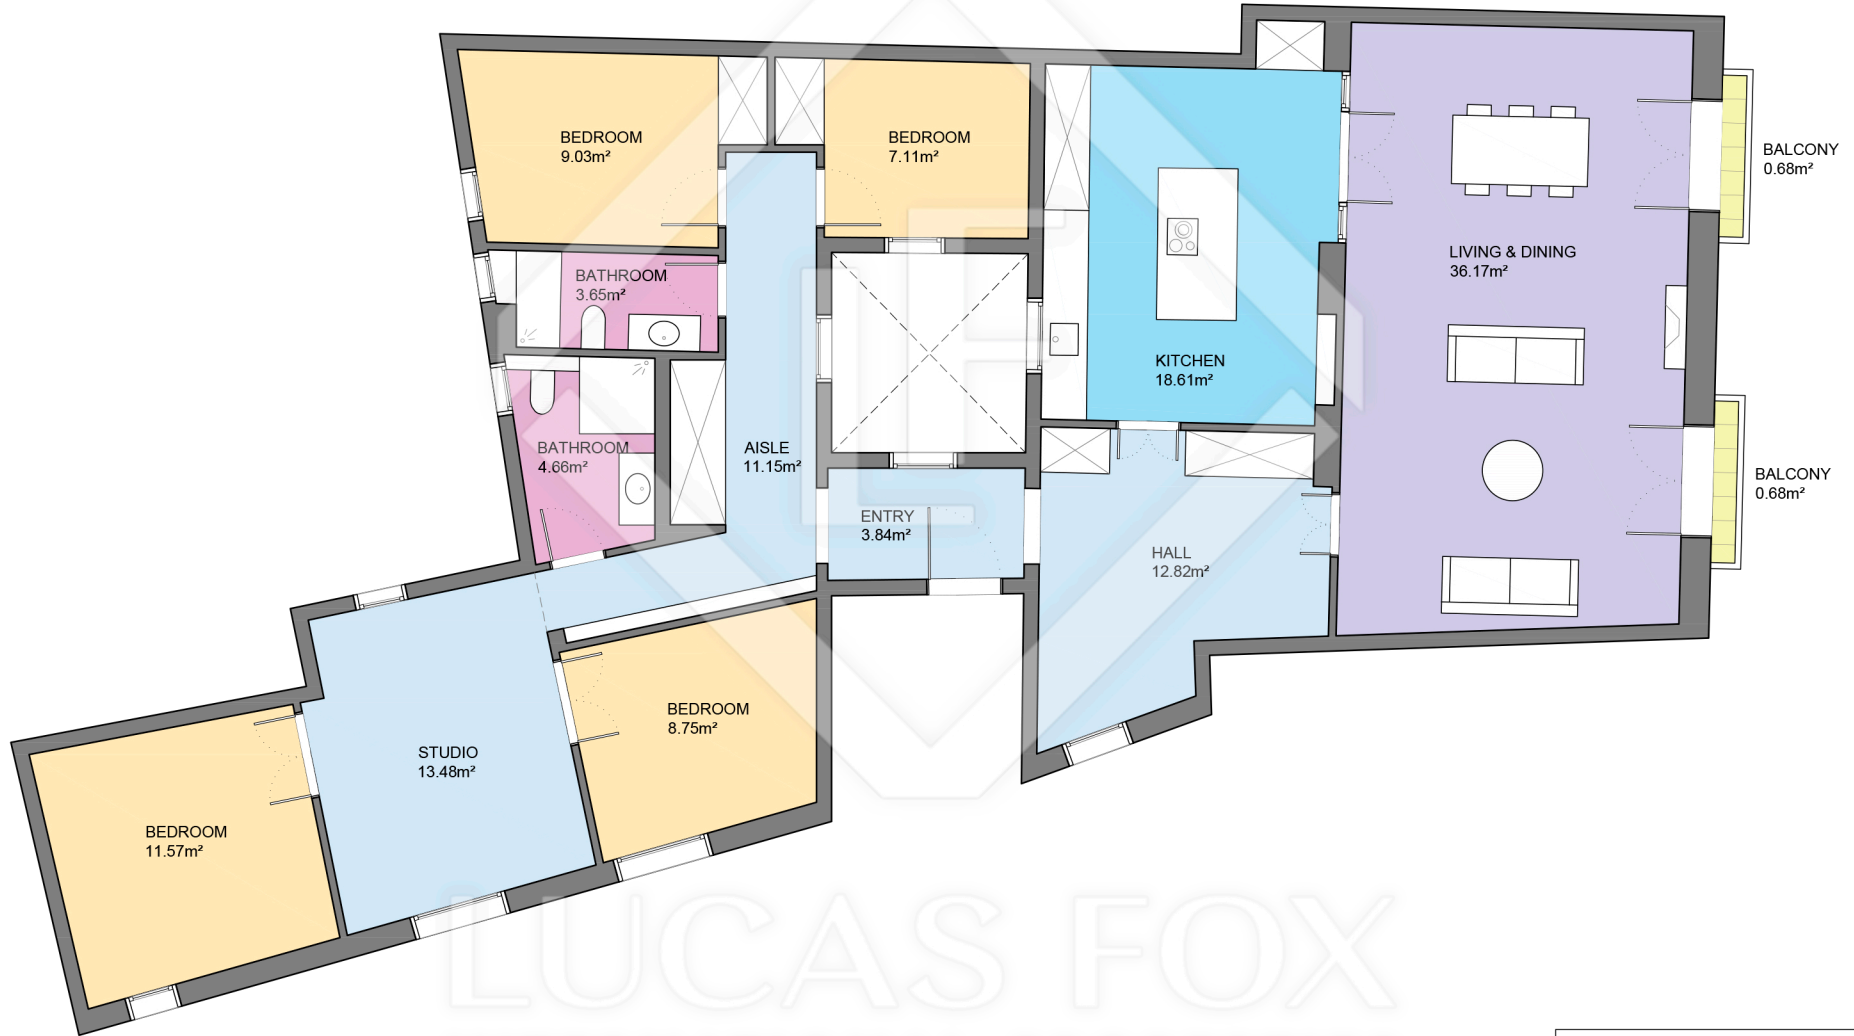 BEDROOM
9.03m²
BEDROOM
7.11m²
BALCONY
0.68m²
LIVING & DINING
36.17m²
BATHROOM
3.65m²
KITCHEN
18.61m²
BATHROOM
4.66m²
AISLE
11.15m²
BALCONY
0.68m²
ENTRY
3.84m²
HALL
12.82m²
BEDROOM
8.75m²
STUDIO
13.48m²
BEDROOM
11.57m²
LF
LUCAS FOX